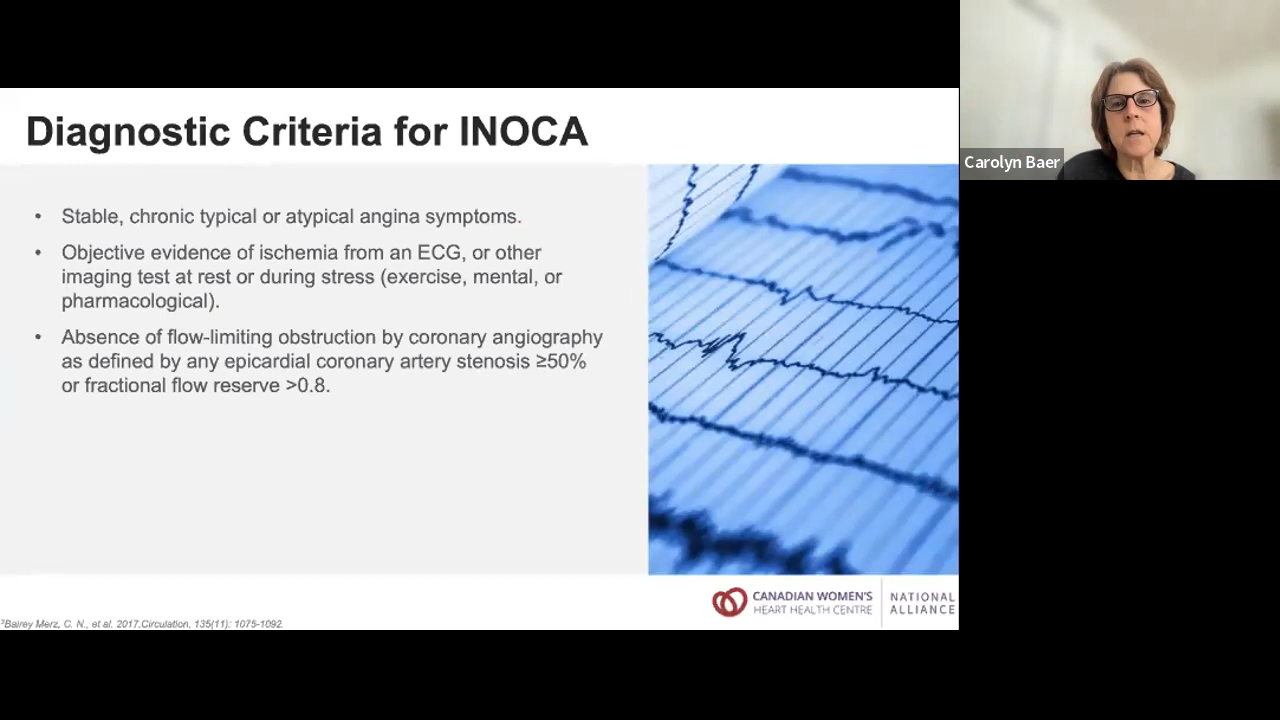 Diagnostic Criteria for INOCA
• Stable, chronic typical or atypical angina symptoms.
• Objective evidence of ischemia from an ECG, or other
imaging test at rest or during stress (exercise, mental, or
pharmacological).
• Absence of flow-limiting obstruction by coronary angiography
as defined by any epicardial coronary artery stenosis ≥50%
or fractional flow reserve >0.8.
CANADIAN WOMEN'S
HEART HEALTH CENTRE
NATIONAL
ALLIANCE
³Bairey Merz, C. N., et al. 2017.Circulation, 135(11): 1075-1092.
Carolyn Baer